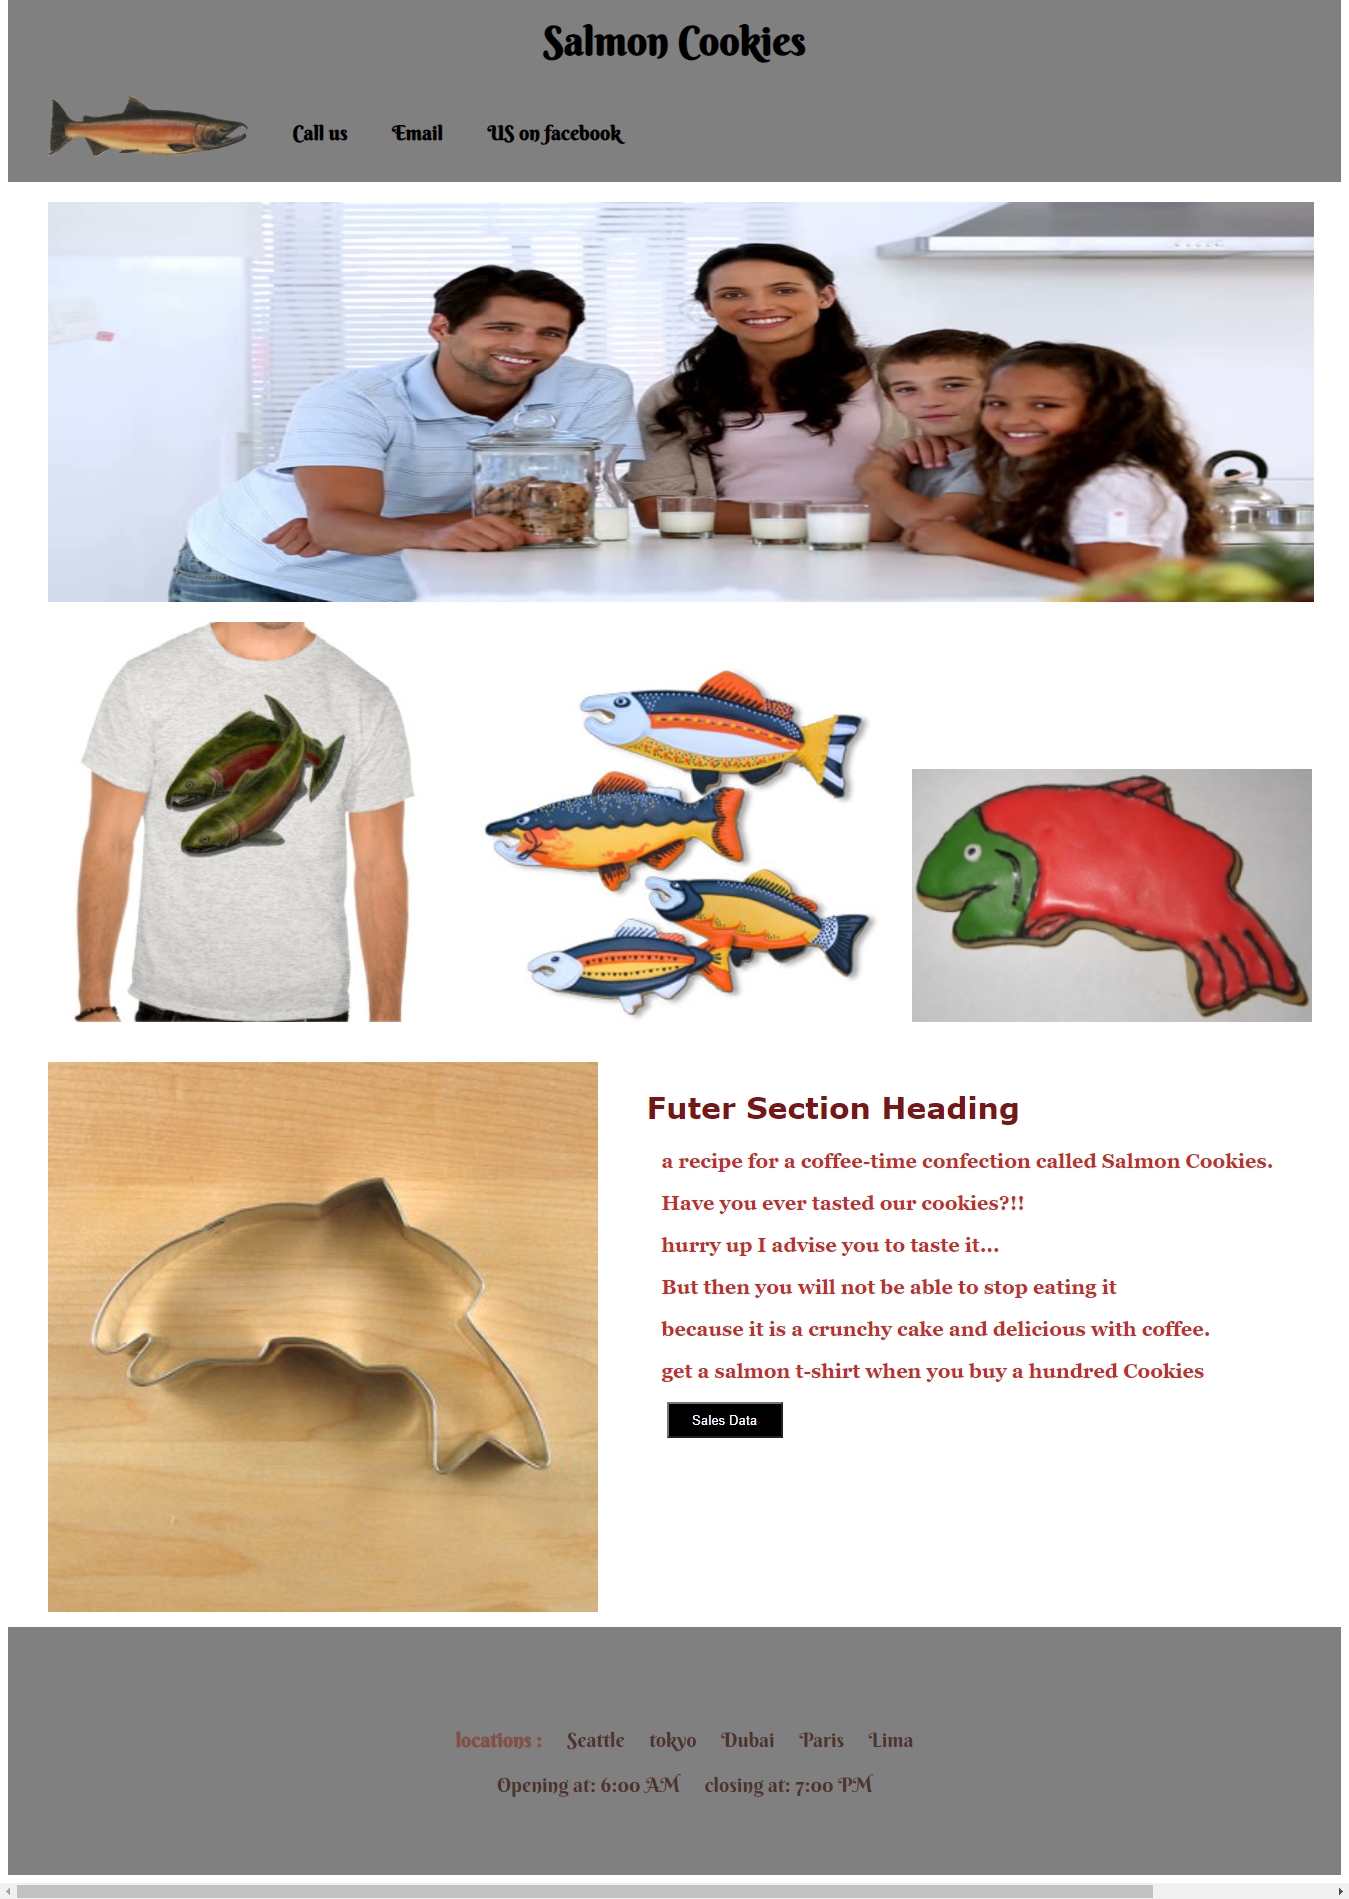 Salmon Cookies
Call us Email US on facebook
Futer Section Heading
a recipe for a coffee-time confection called Salmon Cookies.
Have you ever tasted our cookies?!!
hurry up I advise you to taste it...
But then you will not be able to stop eating it
because it is a crunchy cake and delicious with coffee.
get a salmon t-shirt when you buy a hundred Cookies
Sales Data
locations : Seattle tokyo Dubai Paris Lima
Opening at: 6:00 AM closing at: 7:00 PM